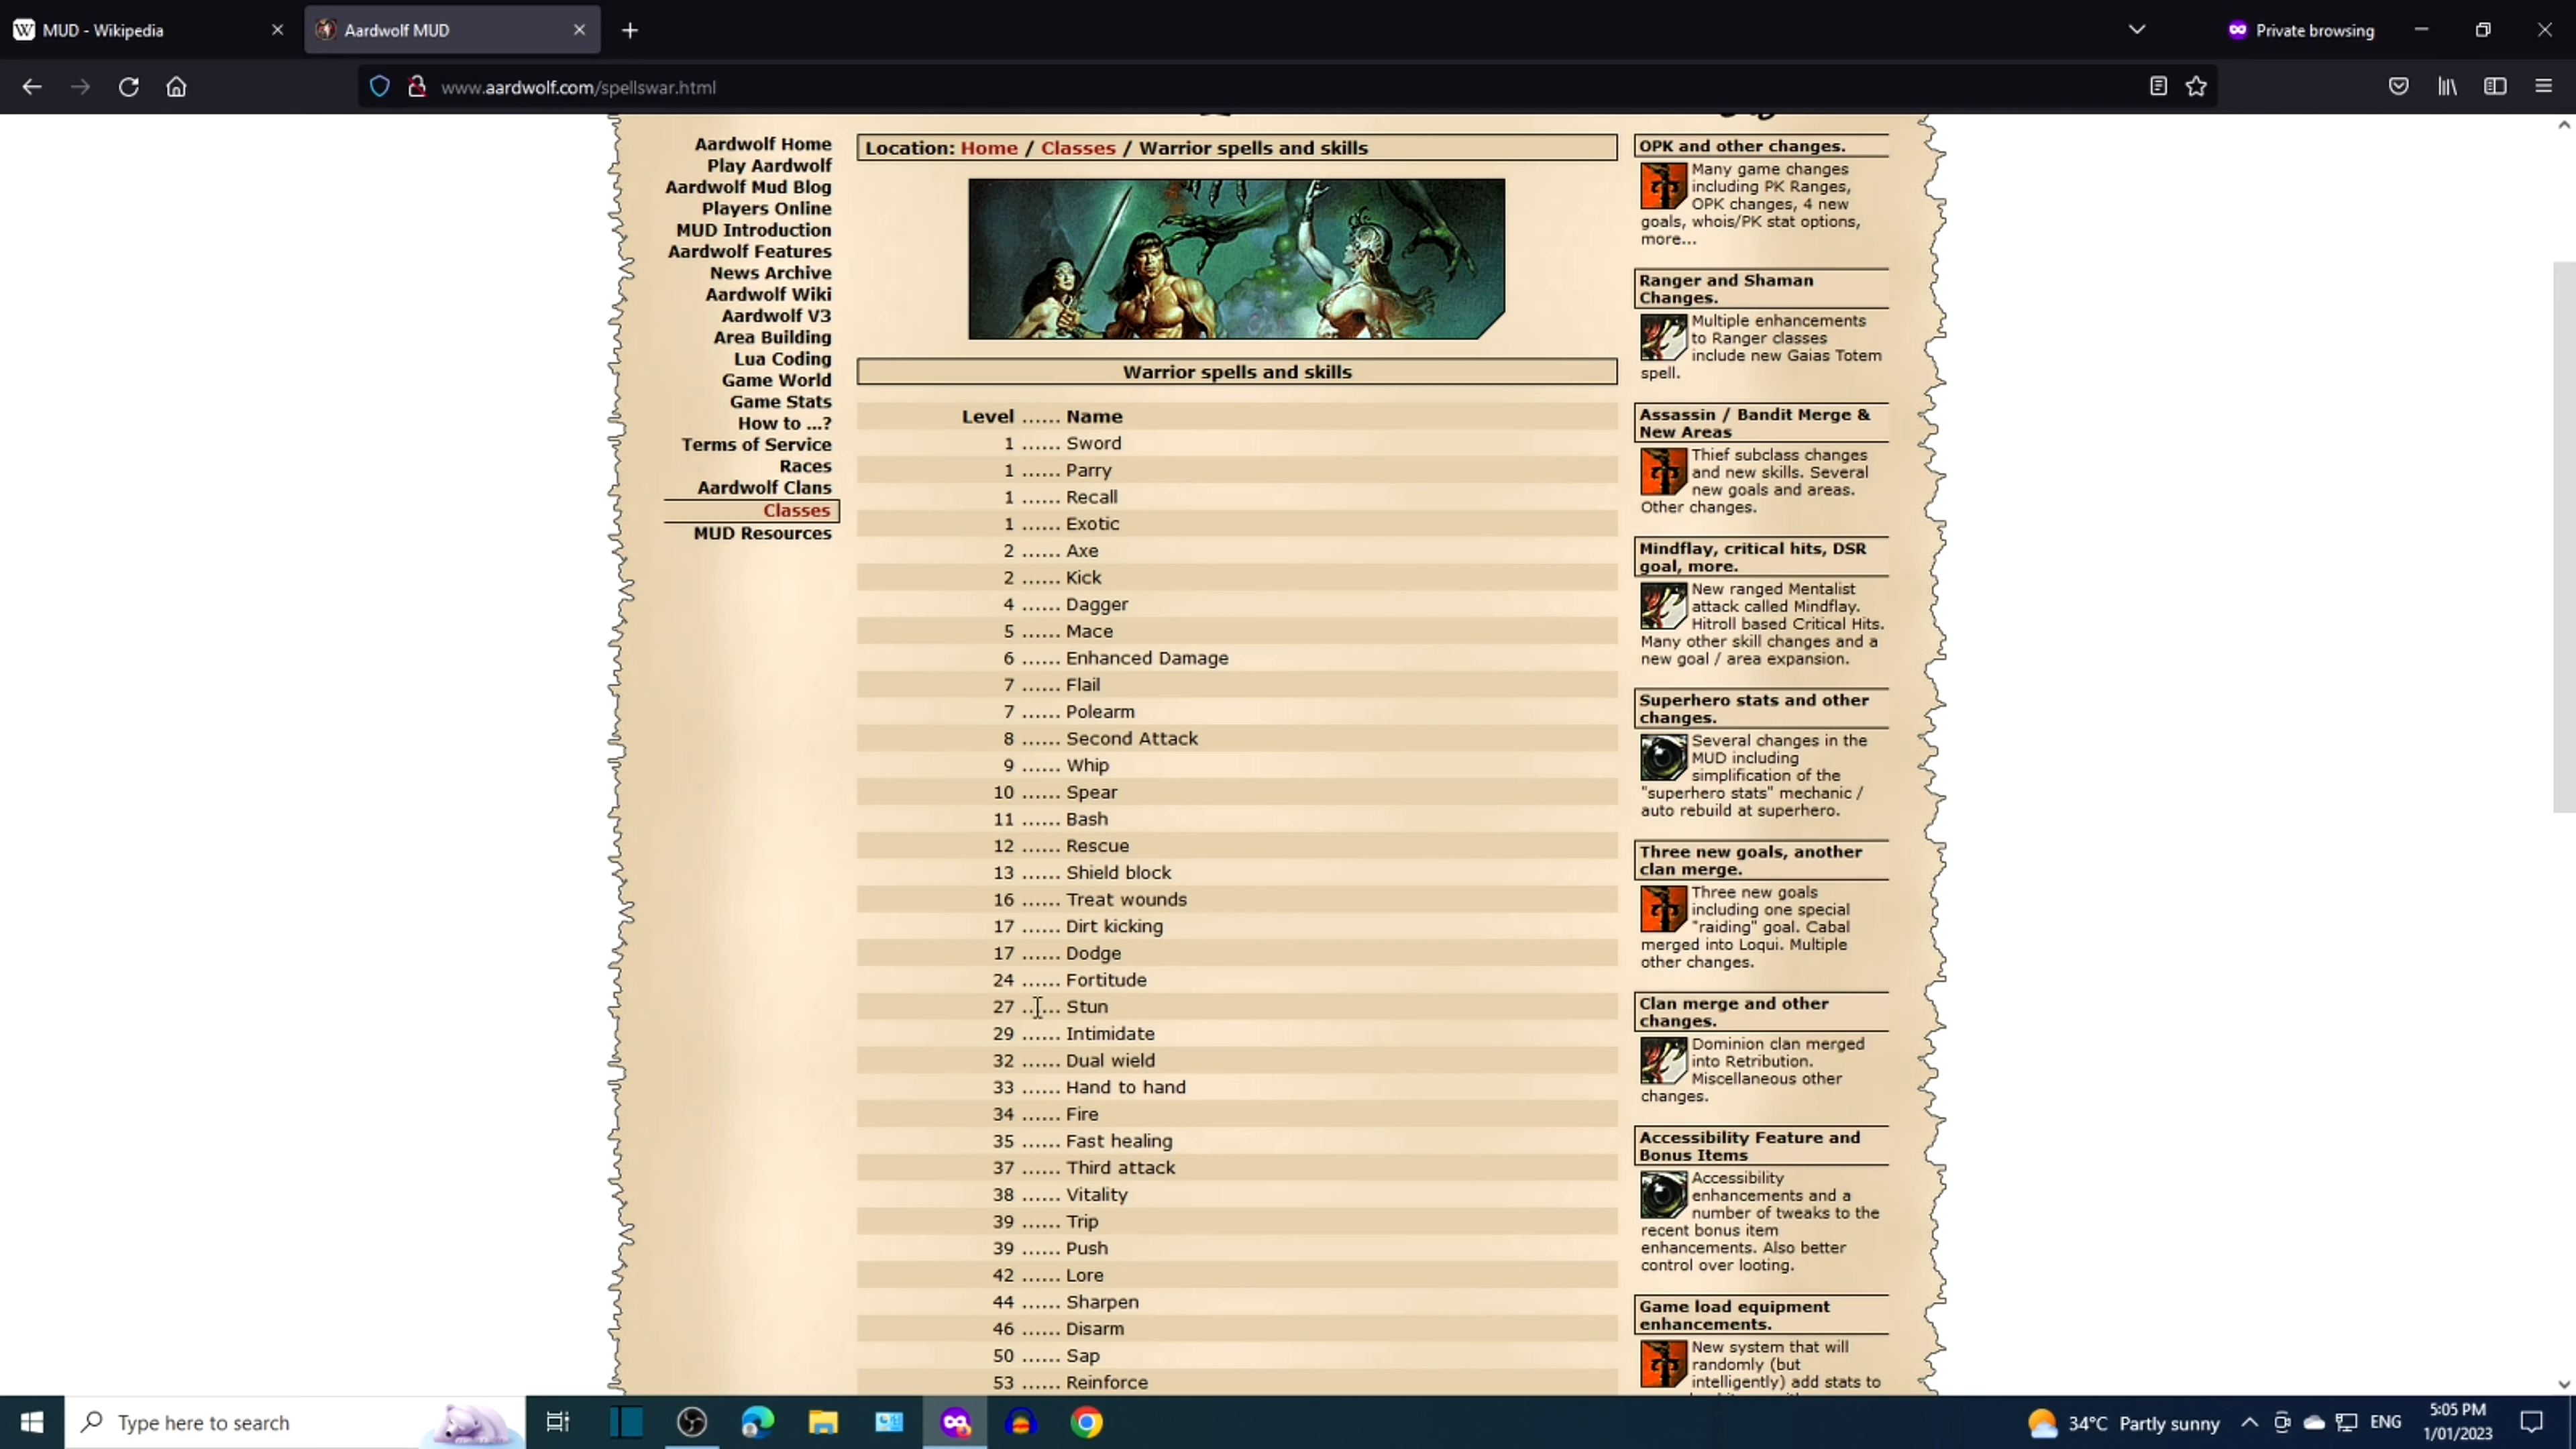 MUD - Wikipedia
Aardwolf MUD
Private browsing
www.aardwolf.com/spellswar.html
Aardwolf Home
Play Aardwolf
Aardwolf Mud Blog
Players Online
MUD Introduction
Aardwolf Features
News Archive
Aardwolf Wiki
Aardwolf V3
Area Building
Lua Coding
Game World
Game Stats
How to ...?
Terms of Service
Races
Aardwolf Clans
Classes
MUD Resources
Location: Home / Classes / Warrior spells and skills
Warrior spells and skills
Level ...... Name
1 ...... Sword
1 ...... Parry
1 ...... Recall
1 ...... Exotic
2 ...... Axe
2 ...... Kick
4 ...... Dagger
5 ...... Mace
6 ...... Enhanced Damage
7 ...... Flail
7 ...... Polearm
8 ...... Second Attack
9 ...... Whip
10 ...... Spear
11 ...... Bash
12 ...... Rescue
13 ...... Shield block
16 ...... Treat wounds
17 ...... Dirt kicking
17 ...... Dodge
24 ...... Fortitude
27 ...... Stun
29 ...... Intimidate
32 ...... Dual wield
33 ...... Hand to hand
34 ...... Fire
35 ...... Fast healing
37 ...... Third attack
38 ...... Vitality
39 ...... Trip
39 ...... Push
42 ...... Lore
44 ...... Sharpen
46 ...... Disarm
50 ...... Sap
53 ...... Reinforce
OPK and other changes.
Many game changes
including PK Ranges,
OPK changes, 4 new
goals, whois/PK stat options,
more...
Ranger and Shaman
Changes.
Multiple enhancements
to Ranger classes
include new Gaias Totem
spell.
Assassin / Bandit Merge &
New Areas
Thief subclass changes
and new skills. Several
new goals and areas.
Other changes.
Mindflay, critical hits, DSR
goal, more.
New ranged Mentalist
attack called Mindflay.
Hitroll based Critical Hits.
Many other skill changes and a
new goal / area expansion.
Superhero stats and other
changes.
Several changes in the
MUD including
simplification of the
"superhero stats" mechanic /
auto rebuild at superhero.
Three new goals, another
clan merge.
Three new goals
including one special
"raiding" goal. Cabal
merged into Loqui. Multiple
other changes.
Clan merge and other
changes.
Dominion clan merged
into Retribution.
Miscellaneous other
changes.
Accessibility Feature and
Bonus Items
Accessibility
enhancements and a
number of tweaks to the
recent bonus item
enhancements. Also better
control over looting.
Game load equipment
enhancements.
New system that will
randomly (but
intelligently) add stats to
Type here to search
34°C Partly sunny
ENG
5:05 PM
1/01/2023